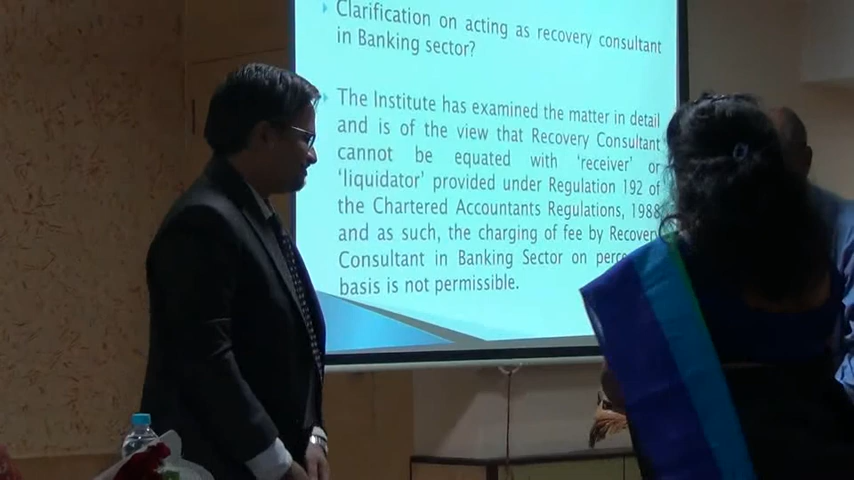 Clarification on acting as recovery consultant
in Banking sector?
The Institute has examined the matter in detail
and is of the view that Recovery Consultant
cannot be equated with 'receiver' or
'liquidator' provided under Regulation 192 of
the Chartered Accountants Regulations, 1988
and as such, the charging of fee by Recovery
Consultant in Banking Sector on
basis is not permissible.